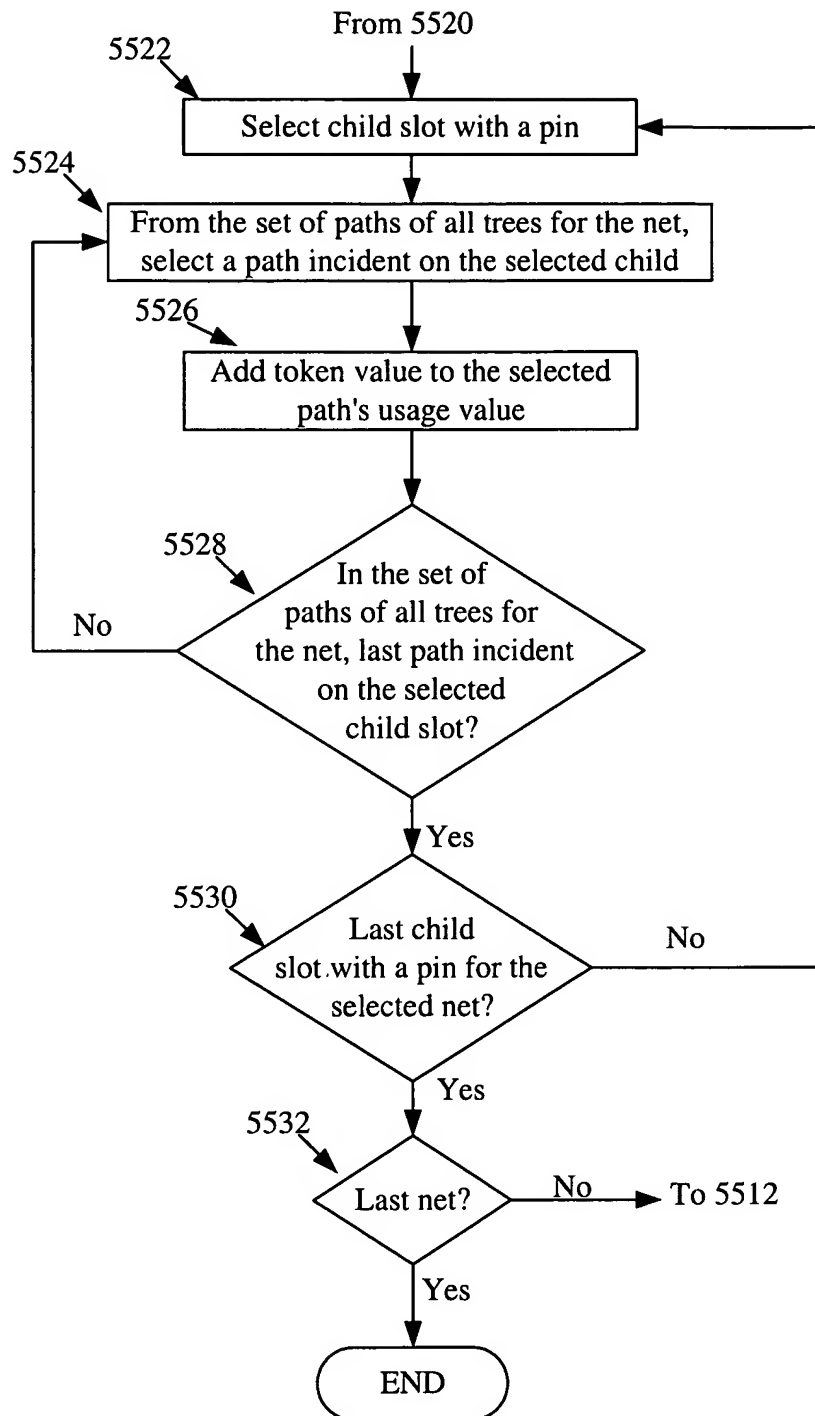 From 5520
5522
Select child slot with a pin
5524
From the set of paths of all trees for the net,
select a path incident on the selected child
5526
Add token value to the selected
path's usage value
5528
In the set of
paths of all trees for
the net, last path incident
on the selected
child slot?
No
Yes
5530
Last child
slot with a pin for the
selected net?
No
Yes
5532
Last net?
No
To 5512
Yes
END